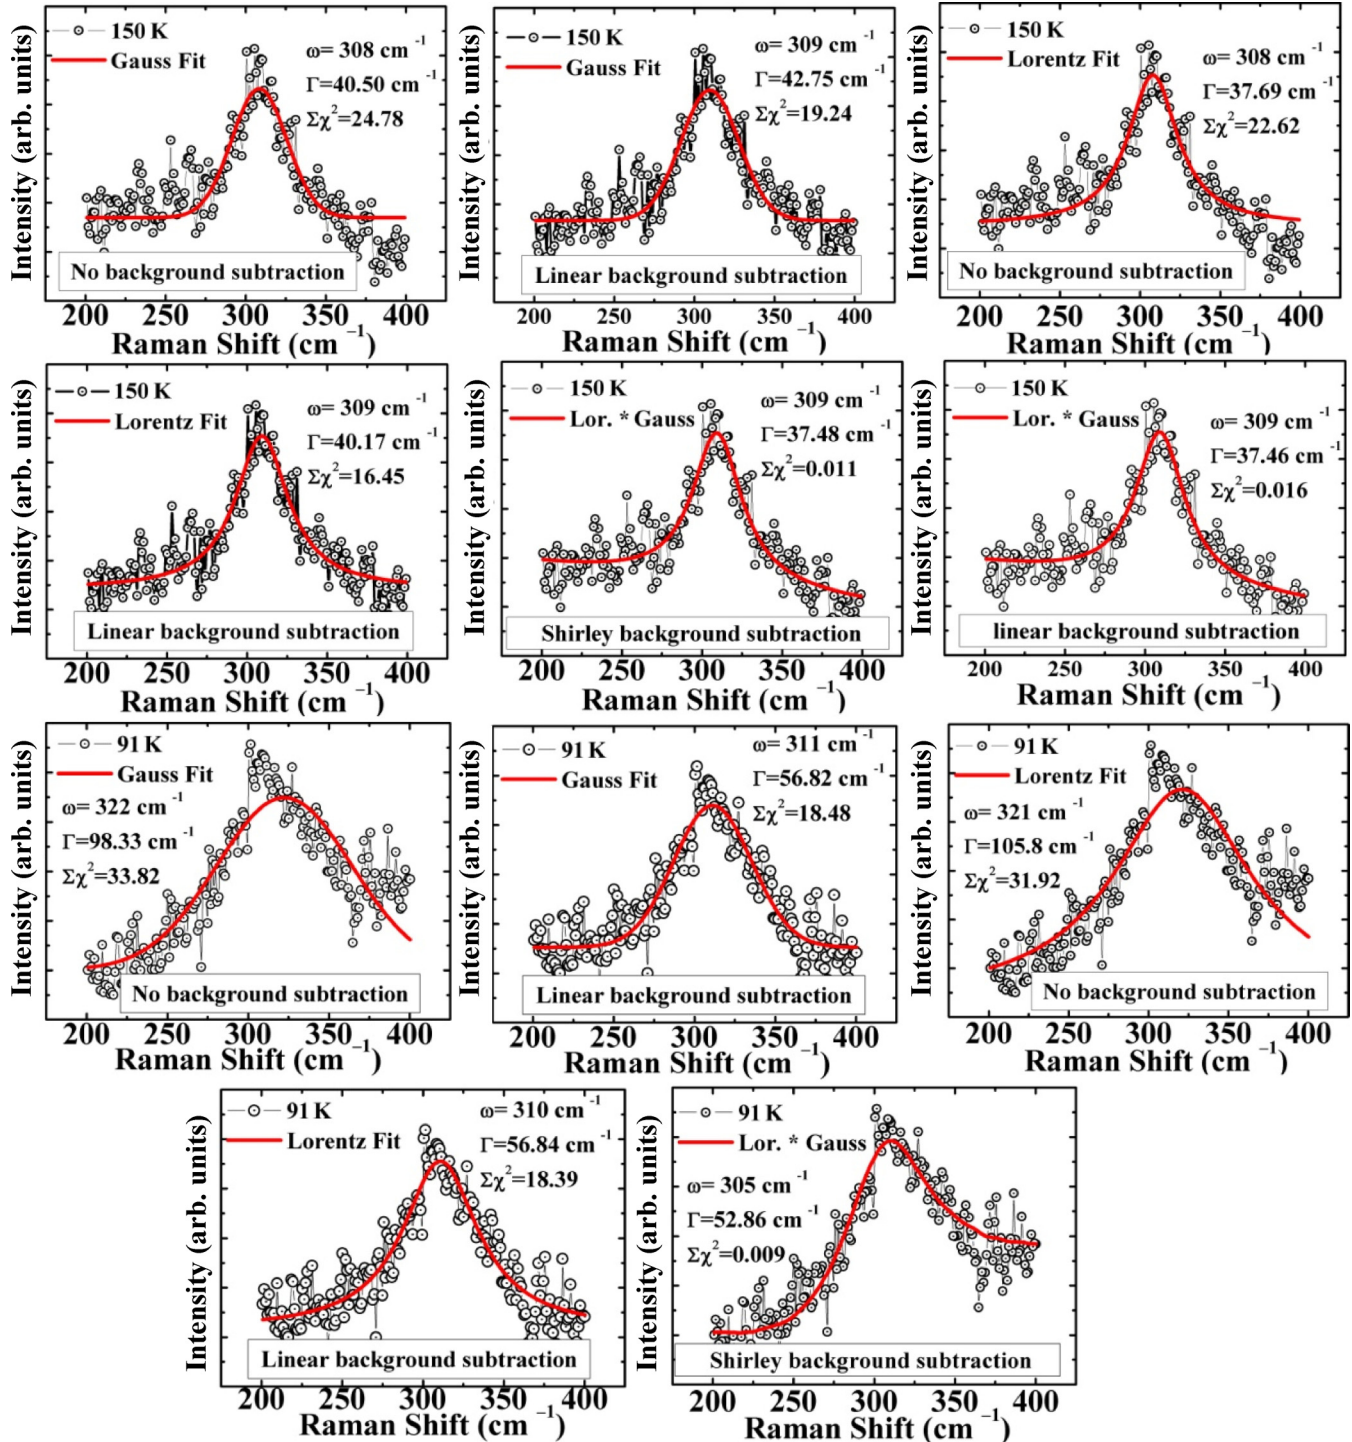 Intensity (arb. units)
150 K
Gauss Fit
ω= 308 cm⁻¹
Γ=40.50 cm⁻¹
Σχ²=24.78
No background subtraction
200 250 300 350 400
Raman Shift (cm⁻¹)
Intensity (arb. units)
150 K
Gauss Fit
ω= 309 cm⁻¹
Γ=42.75 cm⁻¹
Σχ²=19.24
Linear background subtraction
200 250 300 350 400
Raman Shift (cm⁻¹)
Intensity (arb. units)
150 K
Lorentz Fit
ω= 308 cm⁻¹
Γ=37.69 cm⁻¹
Σχ²=22.62
No background subtraction
200 250 300 350 400
Raman Shift (cm⁻¹)
Intensity (arb. units)
150 K
Lorentz Fit
ω= 309 cm⁻¹
Γ=40.17 cm⁻¹
Σχ²=16.45
Linear background subtraction
200 250 300 350 400
Raman Shift (cm⁻¹)
Intensity (arb. units)
150 K
Lor. * Gauss
ω= 309 cm⁻¹
Γ=37.48 cm⁻¹
Σχ²=0.011
Shirley background subtraction
200 250 300 350 400
Raman Shift (cm⁻¹)
Intensity (arb. units)
150 K
Lor. * Gauss
ω= 309 cm⁻¹
Γ=37.46 cm⁻¹
Σχ²=0.016
linear background subtraction
200 250 300 350 400
Raman Shift (cm⁻¹)
Intensity (arb. units)
91 K
Gauss Fit
ω= 322 cm⁻¹
Γ=98.33 cm⁻¹
Σχ²=33.82
No background subtraction
200 250 300 350 400
Raman Shift (cm⁻¹)
Intensity (arb. units)
91 K
Gauss Fit
ω= 311 cm⁻¹
Γ=56.82 cm⁻¹
Σχ²=18.48
Linear background subtraction
200 250 300 350 400
Raman Shift (cm⁻¹)
Intensity (arb. units)
91 K
Lorentz Fit
ω= 321 cm⁻¹
Γ=105.8 cm⁻¹
Σχ²=31.92
No background subtraction
200 250 300 350 400
Raman Shift (cm⁻¹)
Intensity (arb. units)
91 K
Lorentz Fit
ω= 310 cm⁻¹
Γ=56.84 cm⁻¹
Σχ²=18.39
Linear background subtraction
200 250 300 350 400
Raman Shift (cm⁻¹)
Intensity (arb. units)
91 K
Lor. * Gauss
ω= 305 cm⁻¹
Γ=52.86 cm⁻¹
Σχ²=0.009
Shirley background subtraction
200 250 300 350 400
Raman Shift (cm⁻¹)